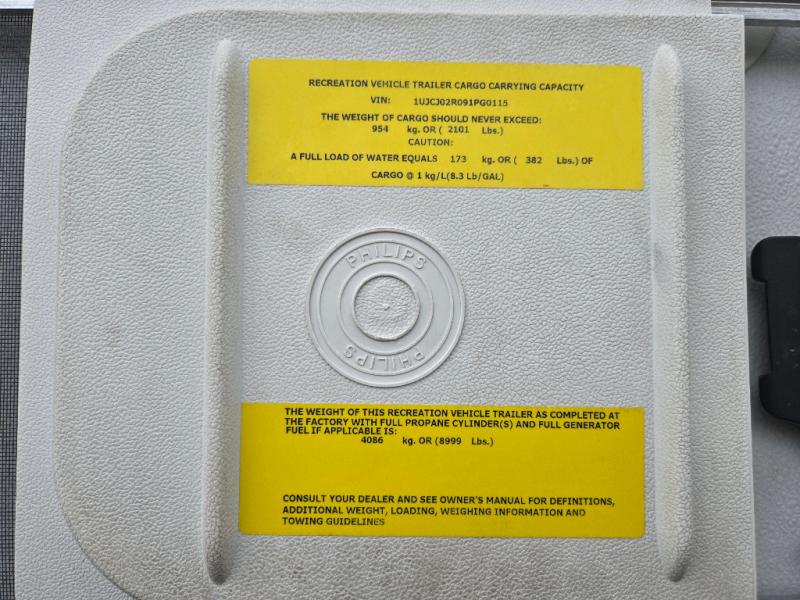 RECREATION VEHICLE TRAILER CARGO CARRYING CAPACITY
VIN: 1UJCJ02R091PG0115
THE WEIGHT OF CARGO SHOULD NEVER EXCEED:
954 kg. OR ( 2101 Lbs.)
CAUTION:
A FULL LOAD OF WATER EQUALS 173 kg. OR ( 382 Lbs.) OF
CARGO @ 1 kg/L(8.3 Lb/GAL)
PHILIPS
PHILIPS
THE WEIGHT OF THIS RECREATION VEHICLE TRAILER AS COMPLETED AT
THE FACTORY WITH FULL PROPANE CYLINDER(S) AND FULL GENERATOR
FUEL IF APPLICABLE IS:
4086 kg. OR (8999 Lbs.)
CONSULT YOUR DEALER AND SEE OWNER'S MANUAL FOR DEFINITIONS,
ADDITIONAL WEIGHT, LOADING, WEIGHING INFORMATION AND
TOWING GUIDELINES